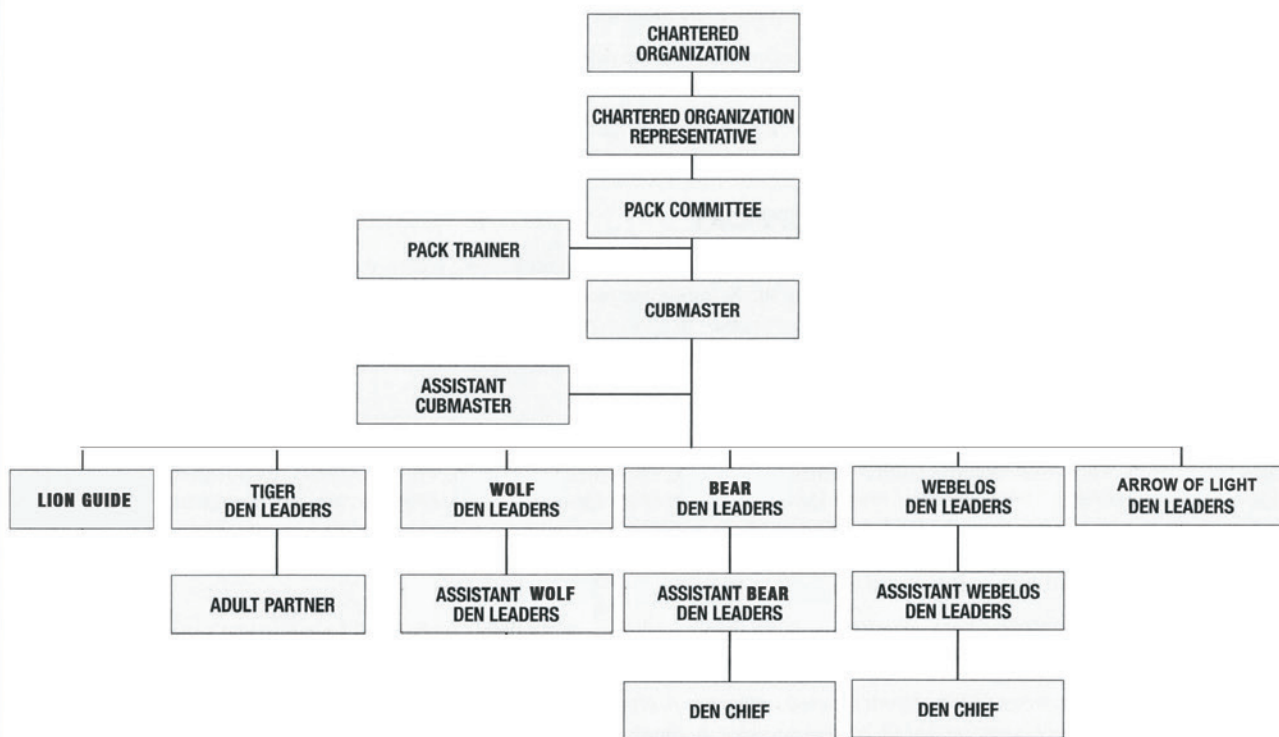 CHARTERED
ORGANIZATION
CHARTERED ORGANIZATION
REPRESENTATIVE
PACK COMMITTEE
PACK TRAINER
CUBMASTER
ASSISTANT
CUBMASTER
LION GUIDE
TIGER
DEN LEADERS
WOLF
DEN LEADERS
BEAR
DEN LEADERS
WEBELOS
DEN LEADERS
ARROW OF LIGHT
DEN LEADERS
ADULT PARTNER
ASSISTANT WOLF
DEN LEADERS
ASSISTANT BEAR
DEN LEADERS
ASSISTANT WEBELOS
DEN LEADERS
DEN CHIEF
DEN CHIEF